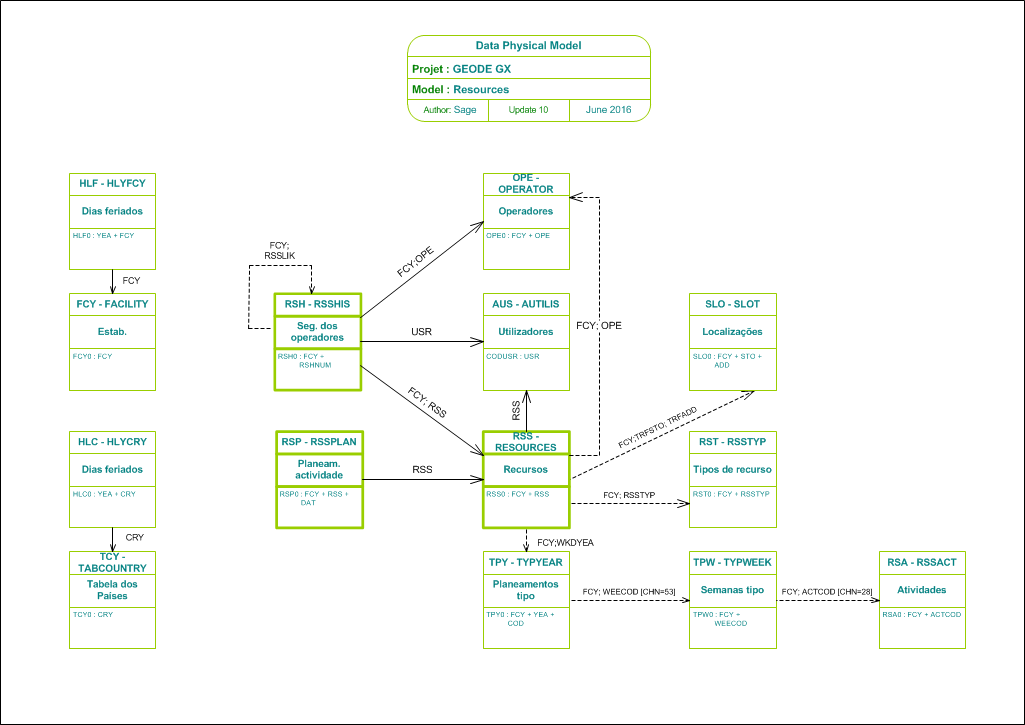 Data Physical Model
Projet : GEODE GX
Model : Resources
Author: Sage
Update 10
June 2016
HLF - HLYFCY
Dias feriados
HLF0 : YEA + FCY
FCY
FCY - FACILITY
Estab.
FCY0 : FCY
HLC - HLYCRY
Dias feriados
HLC0 : YEA + CRY
CRY
TCY -
TABCOUNTRY
Tabela dos
Países
TCY0 : CRY
FCY;
RSSLIK
RSH - RSSHIS
Seg. dos
operadores
RSH0 : FCY +
RSHNUM
FCY;OPE
USR
FCY; RSS
RSP - RSSPLAN
Planeam.
actividade
RSP0 : FCY + RSS +
DAT
RSS
OPE -
OPERATOR
Operadores
OPE0 : FCY + OPE
AUS - AUTILIS
Utilizadores
CODUSR : USR
RSS
FCY; OPE
RSS -
RESOURCES
Recursos
RSS0 : FCY + RSS
FCY;TRFSTO; TRFADD
FCY; RSSTYP
FCY;WKDYEA
SLO - SLOT
Localizações
SLO0 : FCY + STO +
ADD
RST - RSSTYP
Tipos de recurso
RST0 : FCY + RSSTYP
TPY - TYPYEAR
Planeamentos
tipo
TPY0 : FCY + YEA +
COD
FCY; WEECOD [CHN=53]
TPW - TYPWEEK
Semanas tipo
TPW0 : FCY +
WEECOD
FCY; ACTCOD [CHN=28]
RSA - RSSACT
Atividades
RSA0 : FCY + ACTCOD